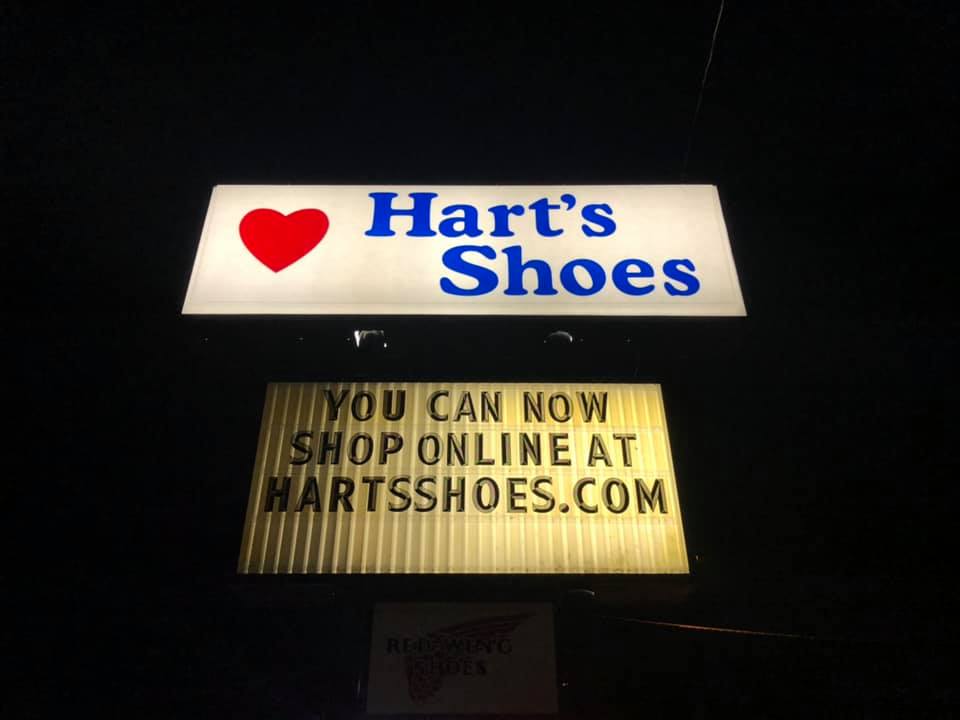 Hart's
Shoes
YOU CAN NOW
SHOP ONLINE AT
HARTSSHOES.COM
RED WING
SHOES